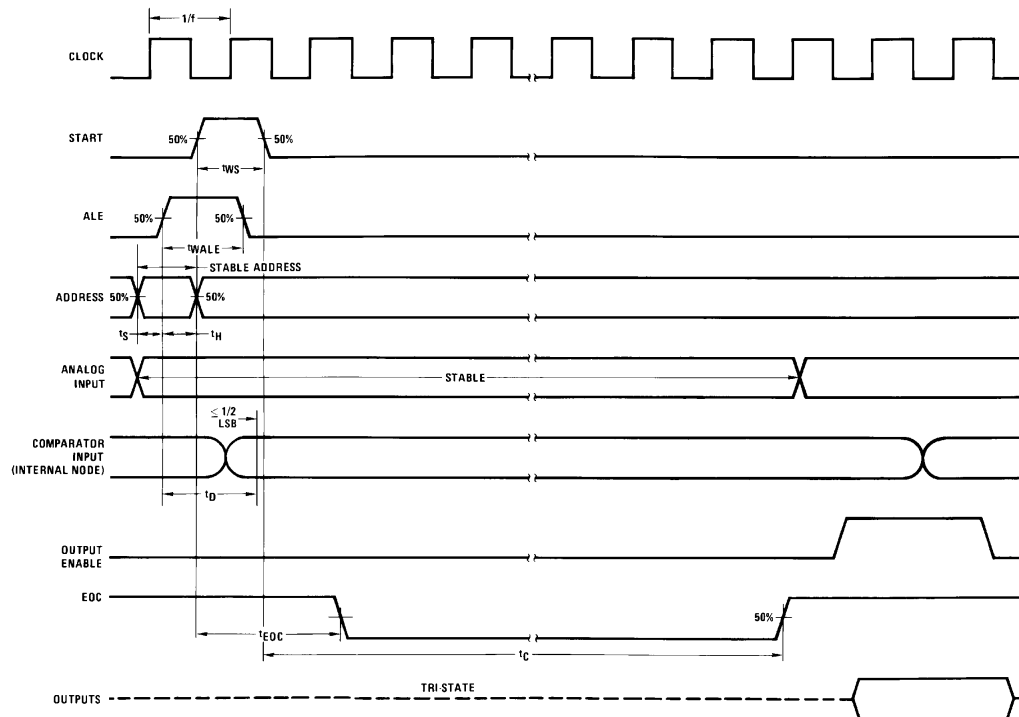 1/f
CLOCK
START
50%
50%
tWS
ALE
50%
50%
tWALE
STABLE ADDRESS
ADDRESS
50%
50%
tS
tH
ANALOG
INPUT
STABLE
≤ 1/2
LSB
COMPARATOR
INPUT
(INTERNAL NODE)
tD
OUTPUT
ENABLE
EOC
50%
tEOC
tC
TRI-STATE
OUTPUTS